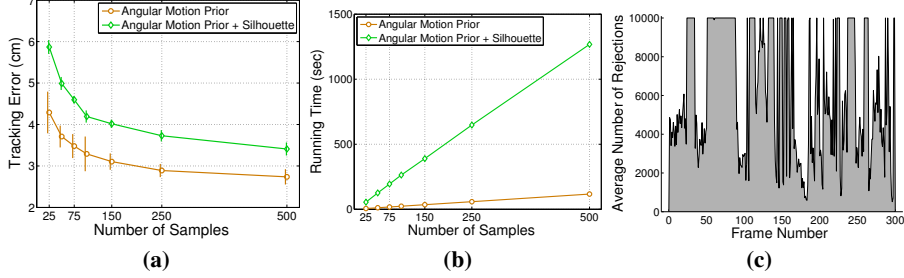 Tracking Error (cm)
7
6
5
4
3
2
Angular Motion Prior
Angular Motion Prior + Silhouette
25 75 150 250 500
Number of Samples
(a)
Running Time (sec)
1500
1000
500
0
Angular Motion Prior
Angular Motion Prior + Silhouette
25 75 150 250 500
Number of Samples
(b)
Average Number of Rejections
10000
8000
6000
4000
2000
0
0 50 100 150 200 250 300
Frame Number
(c)